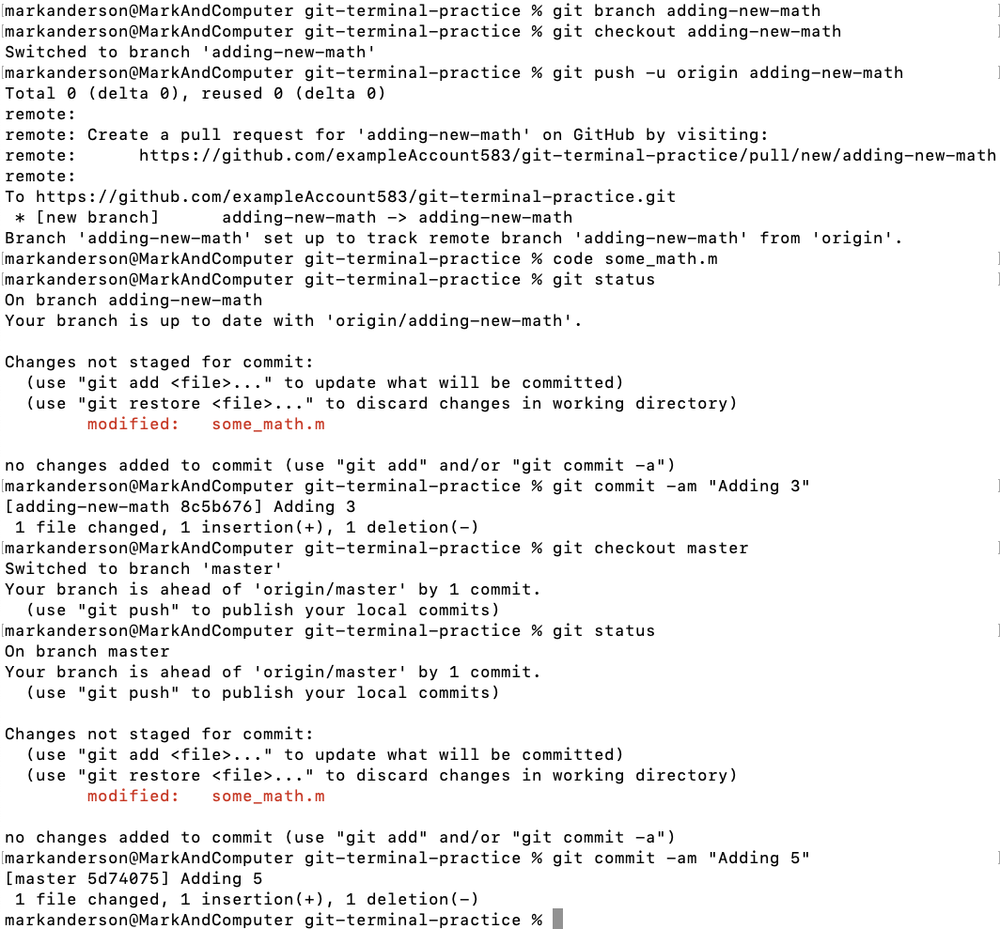 [markanderson@MarkAndComputer git-terminal-practice % git branch adding-new-math ]
[markanderson@MarkAndComputer git-terminal-practice % git checkout adding-new-math ]
Switched to branch 'adding-new-math'
[markanderson@MarkAndComputer git-terminal-practice % git push -u origin adding-new-math ]
Total 0 (delta 0), reused 0 (delta 0)
remote:
remote: Create a pull request for 'adding-new-math' on GitHub by visiting:
remote:      https://github.com/exampleAccount583/git-terminal-practice/pull/new/adding-new-math
remote:
To https://github.com/exampleAccount583/git-terminal-practice.git
 * [new branch]      adding-new-math -> adding-new-math
Branch 'adding-new-math' set up to track remote branch 'adding-new-math' from 'origin'.
[markanderson@MarkAndComputer git-terminal-practice % code some_math.m ]
[markanderson@MarkAndComputer git-terminal-practice % git status ]
On branch adding-new-math
Your branch is up to date with 'origin/adding-new-math'.

Changes not staged for commit:
  (use "git add <file>..." to update what will be committed)
  (use "git restore <file>..." to discard changes in working directory)
        modified:   some_math.m

no changes added to commit (use "git add" and/or "git commit -a")
[markanderson@MarkAndComputer git-terminal-practice % git commit -am "Adding 3" ]
[adding-new-math 8c5b676] Adding 3
 1 file changed, 1 insertion(+), 1 deletion(-)
[markanderson@MarkAndComputer git-terminal-practice % git checkout master ]
Switched to branch 'master'
Your branch is ahead of 'origin/master' by 1 commit.
  (use "git push" to publish your local commits)
[markanderson@MarkAndComputer git-terminal-practice % git status ]
On branch master
Your branch is ahead of 'origin/master' by 1 commit.
  (use "git push" to publish your local commits)

Changes not staged for commit:
  (use "git add <file>..." to update what will be committed)
  (use "git restore <file>..." to discard changes in working directory)
        modified:   some_math.m

no changes added to commit (use "git add" and/or "git commit -a")
[markanderson@MarkAndComputer git-terminal-practice % git commit -am "Adding 5" ]
[master 5d74075] Adding 5
 1 file changed, 1 insertion(+), 1 deletion(-)
markanderson@MarkAndComputer git-terminal-practice %